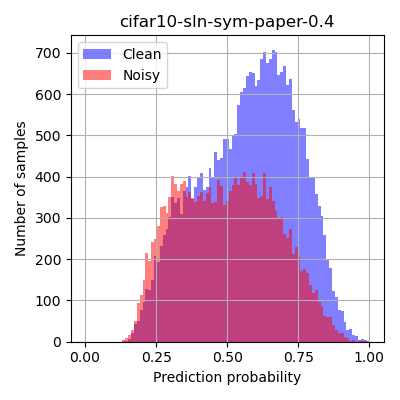 cifar10-sln-sym-paper-0.4
Clean
Noisy
Number of samples
700
600
500
400
300
200
100
0
0.00 0.25 0.50 0.75 1.00
Prediction probability